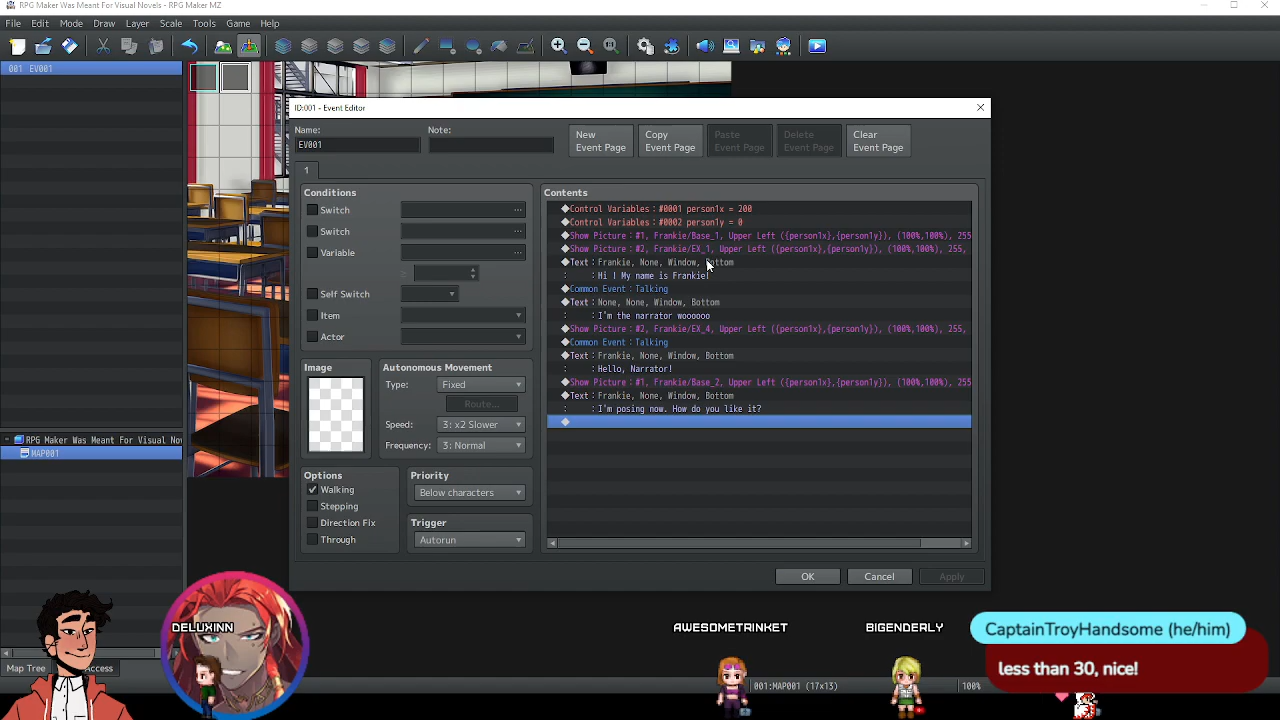 RPG Maker Was Meant For Visual Novels - RPG Maker MZ
File Edit Mode Draw Layer Scale Tools Game Help
001 EV001
ID:001 - Event Editor
Name:
Note:
EV001
New Event Page
Copy Event Page
Paste Event Page
Delete Event Page
Clear Event Page
1
Conditions
Switch
Switch
Variable
≥
Self Switch
Item
Actor
Image
Autonomous Movement
Type: Fixed
Route...
Speed: 3: x2 Slower
Frequency: 3: Normal
Options
Walking
Stepping
Direction Fix
Through
Priority
Below characters
Trigger
Autorun
Contents
◆Control Variables : #0001 person1x = 200
◆Control Variables : #0002 person1y = 0
◆Show Picture : #1, Frankie/Base_1, Upper Left ({person1x},{person1y}), (100%,100%), 255
◆Show Picture : #2, Frankie/EX_1, Upper Left ({person1x},{person1y}), (100%,100%), 255,
◆Text : Frankie, None, Window, Bottom
: : Hi ! My name is Frankie!
◆Common Event : Talking
◆Text : None, None, Window, Bottom
: : I'm the narrator woooooo
◆Show Picture : #2, Frankie/EX_4, Upper Left ({person1x},{person1y}), (100%,100%), 255,
◆Common Event : Talking
◆Text : Frankie, None, Window, Bottom
: : Hello, Narrator!
◆Show Picture : #1, Frankie/Base_2, Upper Left ({person1x},{person1y}), (100%,100%), 255
◆Text : Frankie, None, Window, Bottom
: : I'm posing now. How do you like it?
◆
OK
Cancel
Apply
RPG Maker Was Meant For Visual Nov
MAP001
Map Tree
Access
001:MAP001 (17x13)
100%
DELUXINN
AWESOMETRINKET
BIGENDERLY
CaptainTroyHandsome (he/him)
less than 30, nice!